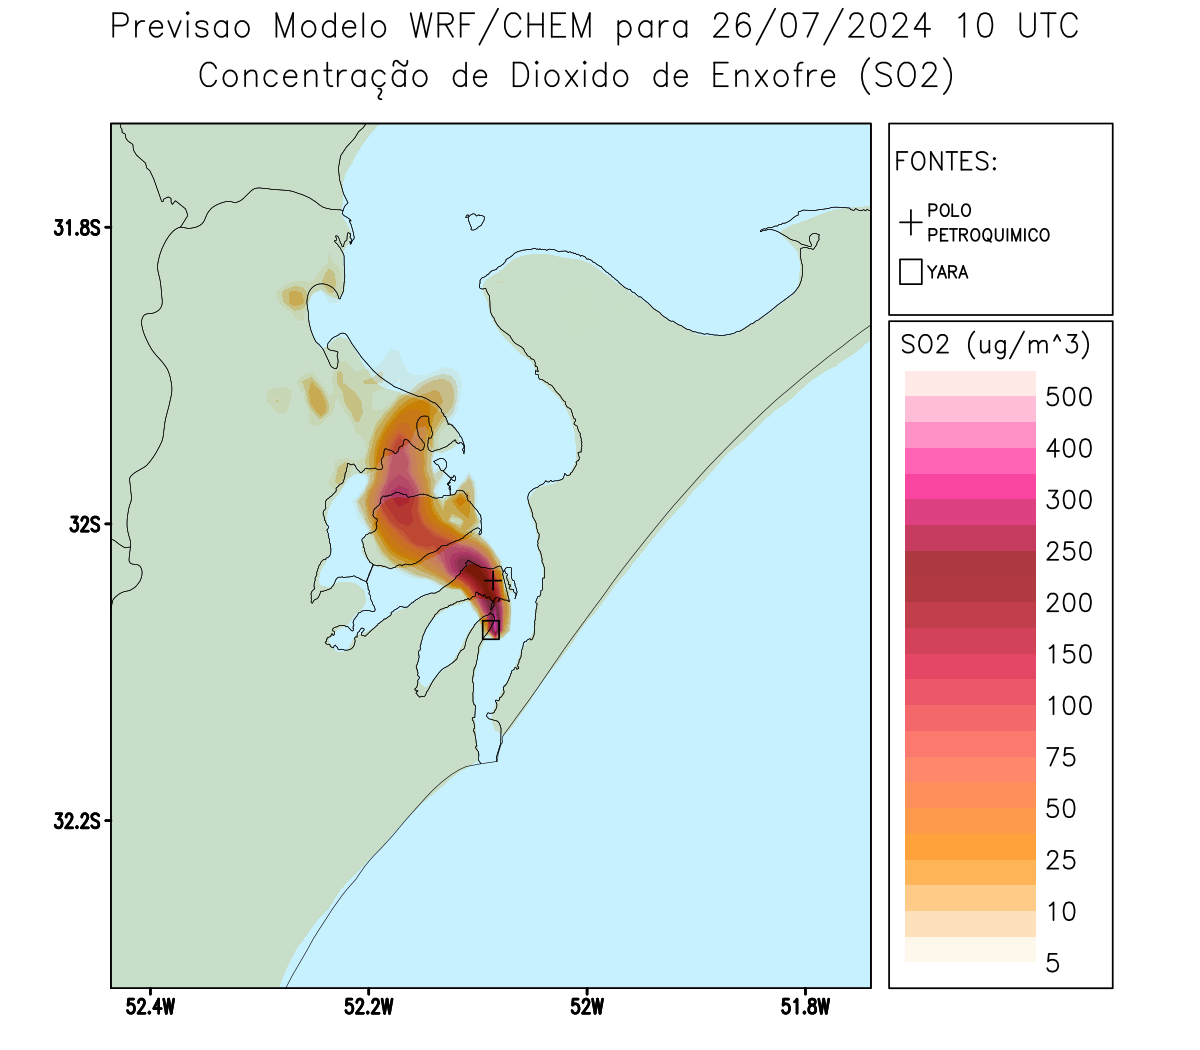 Previsao Modelo WRF/CHEM para 26/07/2024 10 UTC
Concentração de Dioxido de Enxofre (SO2)
FONTES:
POLO
PETROQUIMICO
YARA
31.8S
32S
32.2S
52.4W
52.2W
52W
51.8W
SO2 (ug/m^3)
500
400
300
250
200
150
100
75
50
25
10
5